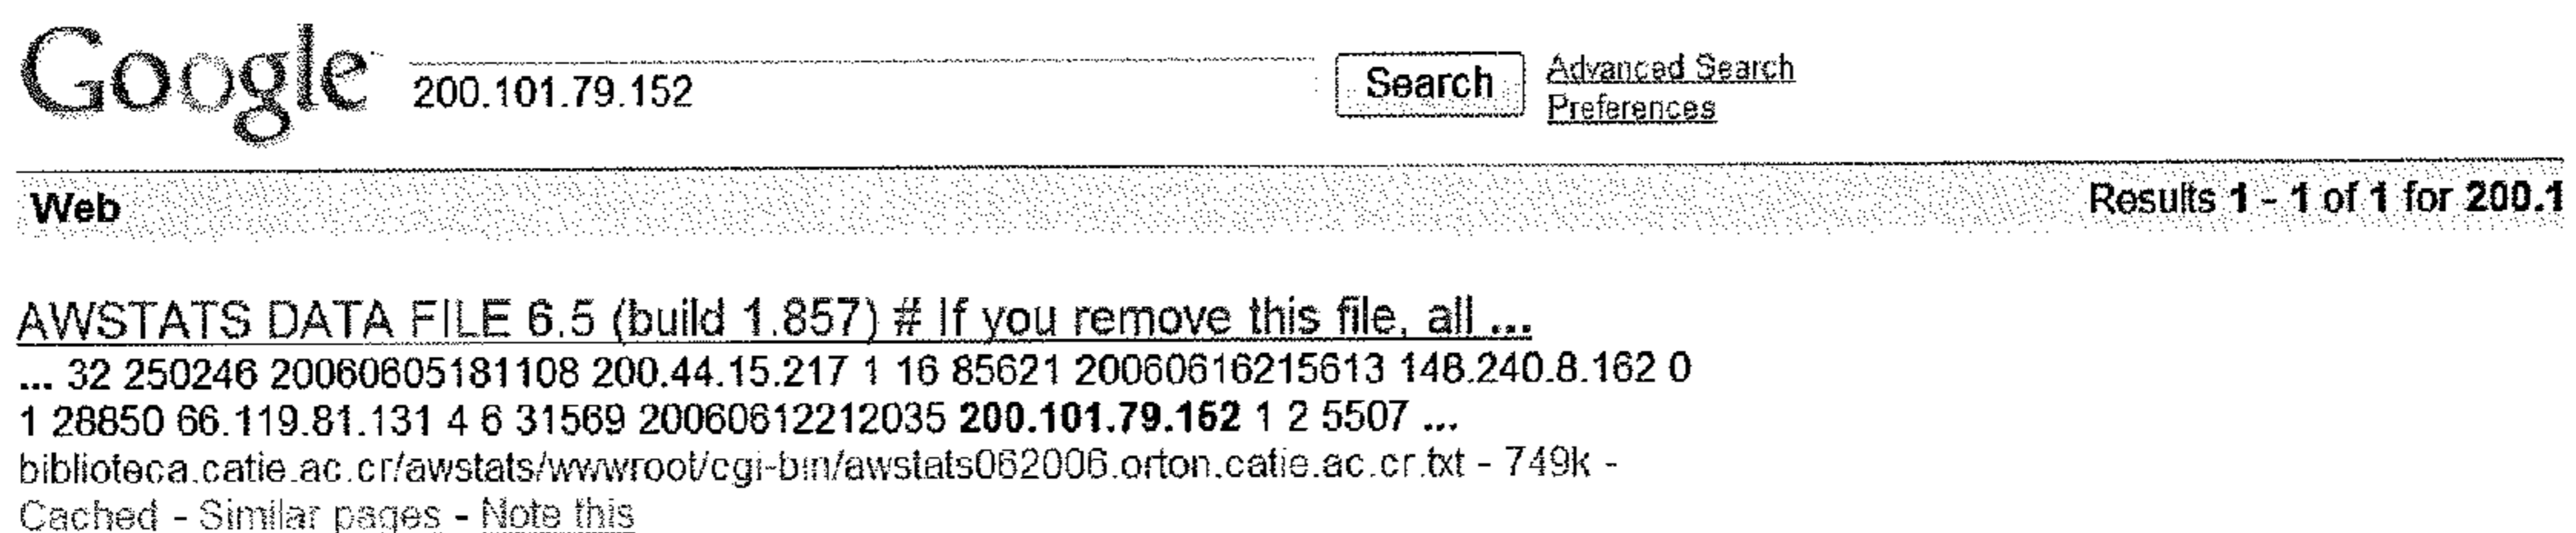 Google 200.101.79.152 Search Advanced Search
Preferences
Web Results 1 - 1 of 1 for 200.1
AWSTATS DATA FILE 6.5 (build 1.857) # If you remove this file, all ...
... 32 250246 20060605181108 200.44.15.217 1 16 85621 20060616215613 148.240.8.162 0
1 28850 66.119.81.131 4 6 31569 20060612212035 200.101.79.152 1 2 5507 ...
biblioteca.catie.ac.cr/awstats/wwwroot/cgi-bin/awstats062006.orton.catie.ac.cr.txt - 749k -
Cached - Similar pages - Note this